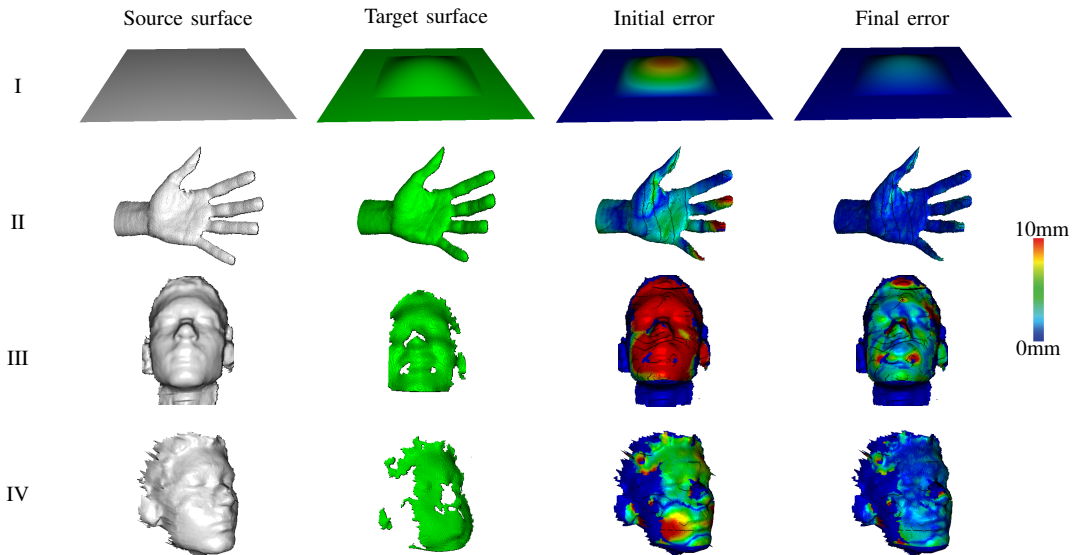 Source surface
Target surface
Initial error
Final error
I
II
10mm
0mm
III
IV